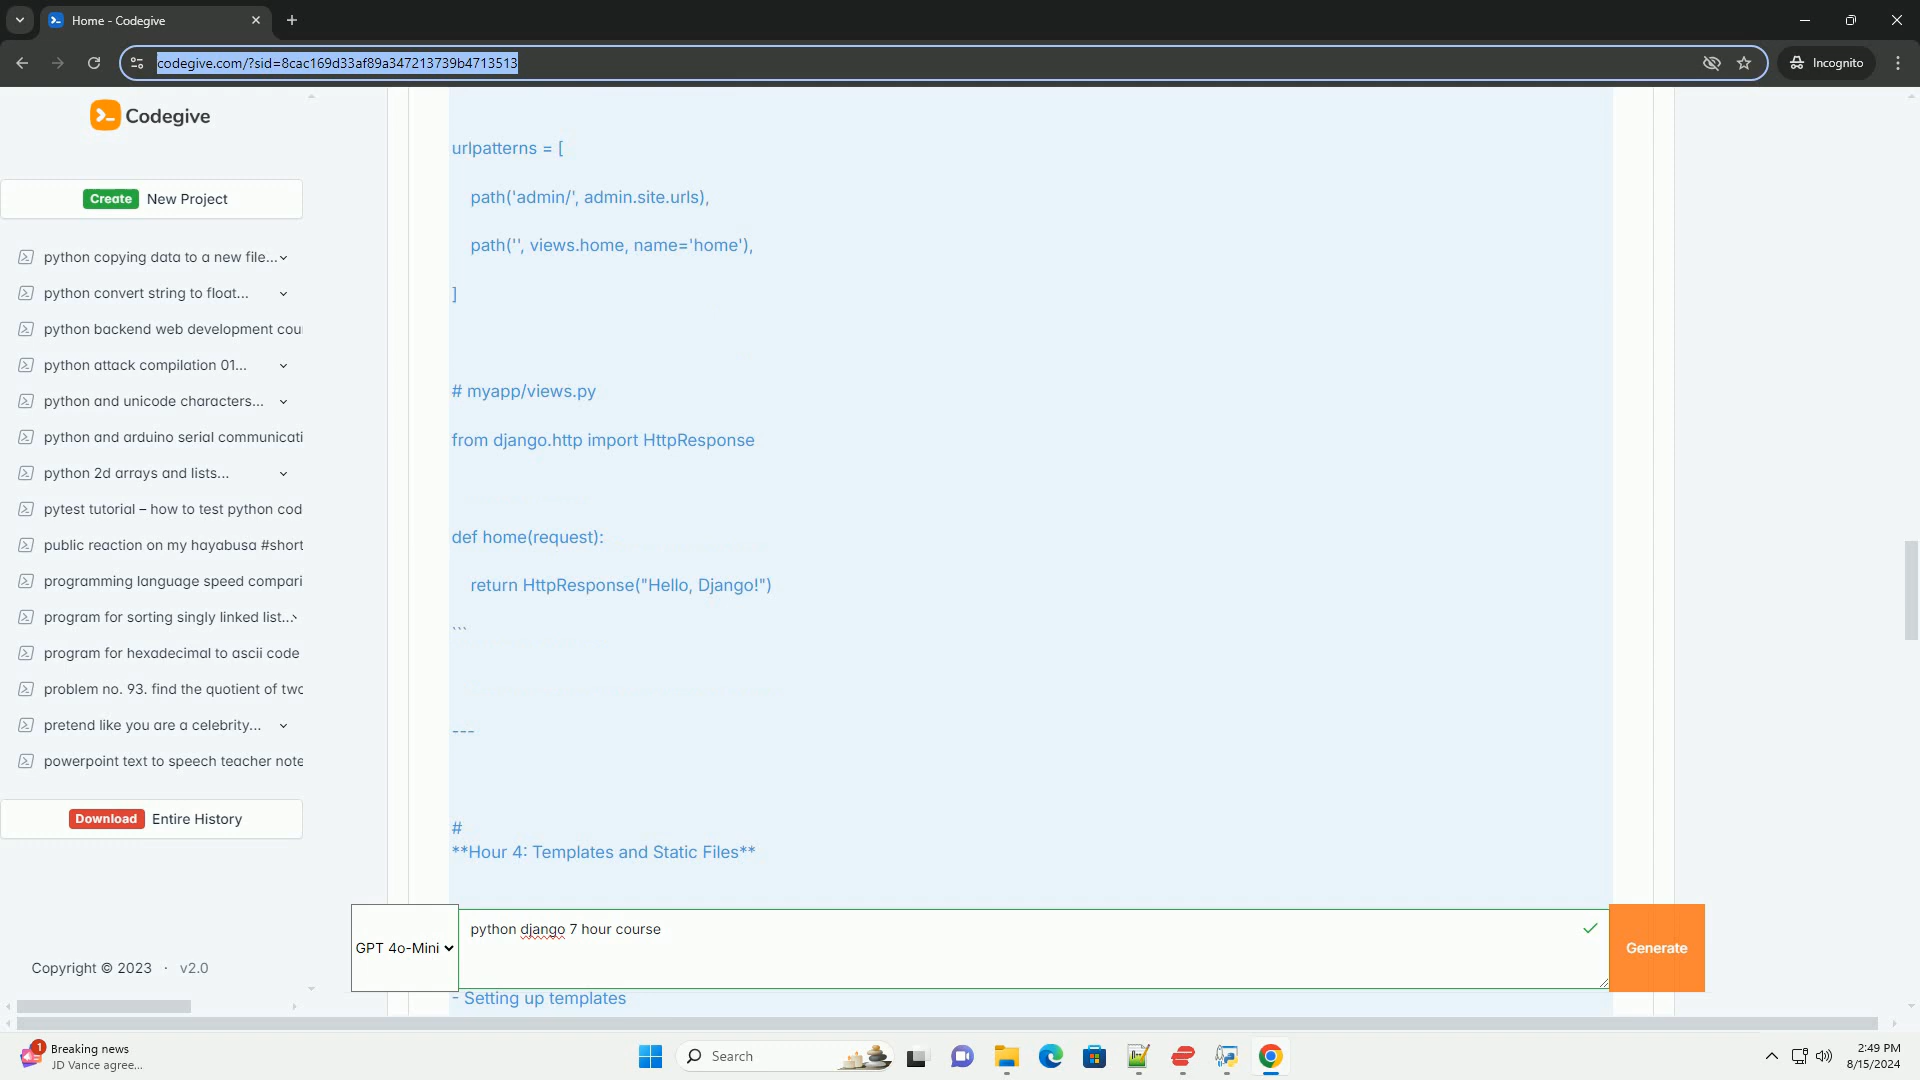 Home - Codegive
codegive.com/?sid=8cac169d33af89a347213739b4713513
Incognito
Codegive
Create New Project
python copying data to a new file...
python convert string to float...
python backend web development cou
python attack compilation 01...
python and unicode characters...
python and arduino serial communicati
python 2d arrays and lists...
pytest tutorial – how to test python cod
public reaction on my hayabusa #short
programming language speed compari
program for sorting singly linked list...
program for hexadecimal to ascii code
problem no. 93. find the quotient of two
pretend like you are a celebrity...
powerpoint text to speech teacher note
Download Entire History
Copyright © 2023 · v2.0
urlpatterns = [
path('admin/', admin.site.urls),
path('', views.home, name='home'),
]
# myapp/views.py
from django.http import HttpResponse
def home(request):
return HttpResponse("Hello, Django!")
```
---
#
**Hour 4: Templates and Static Files**
GPT 4o-Mini
python django 7 hour course
Generate
- Setting up templates
1
Breaking news
JD Vance agree...
Search
2:49 PM
8/15/2024